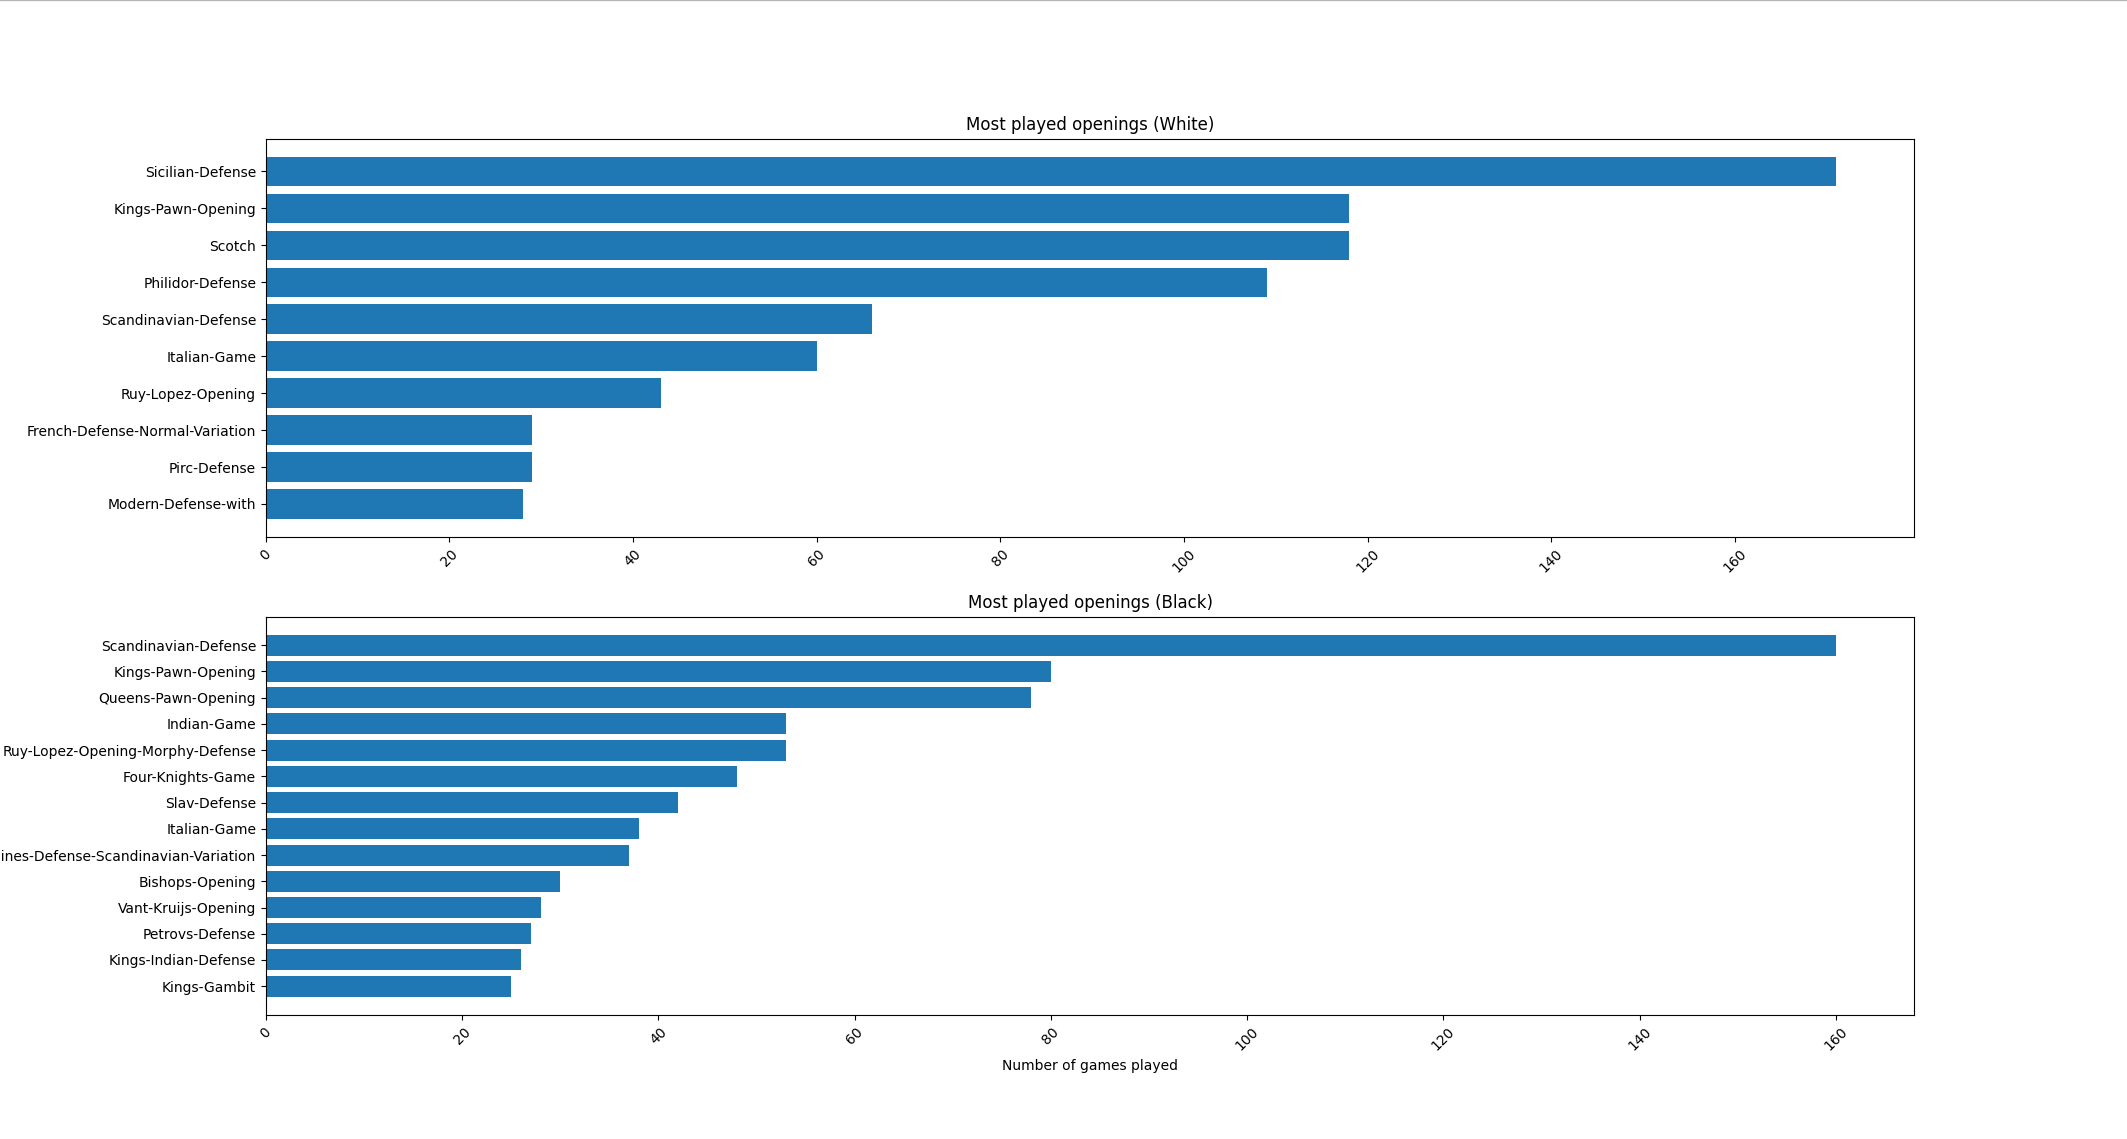 Most played openings (White)
Sicilian-Defense
Kings-Pawn-Opening
Scotch
Philidor-Defense
Scandinavian-Defense
Italian-Game
Ruy-Lopez-Opening
French-Defense-Normal-Variation
Pirc-Defense
Modern-Defense-with
0 20 40 60 80 100 120 140 160
Most played openings (Black)
Scandinavian-Defense
Kings-Pawn-Opening
Queens-Pawn-Opening
Indian-Game
Ruy-Lopez-Opening-Morphy-Defense
Four-Knights-Game
Slav-Defense
Italian-Game
ines-Defense-Scandinavian-Variation
Bishops-Opening
Vant-Kruijs-Opening
Petrovs-Defense
Kings-Indian-Defense
Kings-Gambit
0 20 40 60 80 100 120 140 160
Number of games played